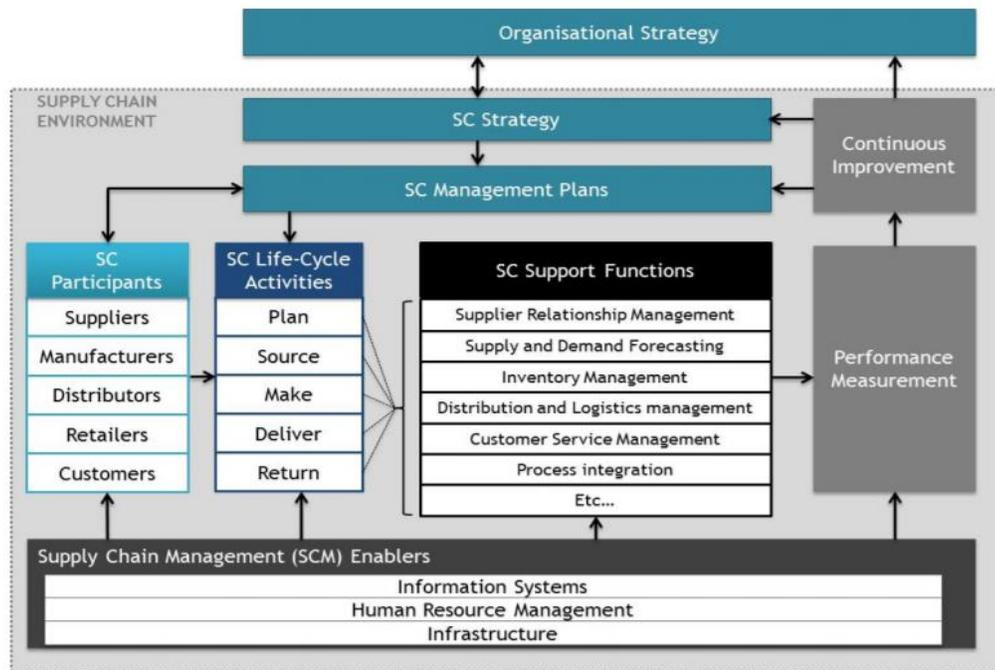 Organisational Strategy
SUPPLY CHAIN
ENVIRONMENT
SC Strategy
Continuous
Improvement
SC Management Plans
SC
Participants
Suppliers
Manufacturers
Distributors
Retailers
Customers
SC Life-Cycle
Activities
Plan
Source
Make
Deliver
Return
SC Support Functions
Supplier Relationship Management
Supply and Demand Forecasting
Inventory Management
Distribution and Logistics management
Customer Service Management
Process integration
Etc...
Performance
Measurement
Supply Chain Management (SCM) Enablers
Information Systems
Human Resource Management
Infrastructure